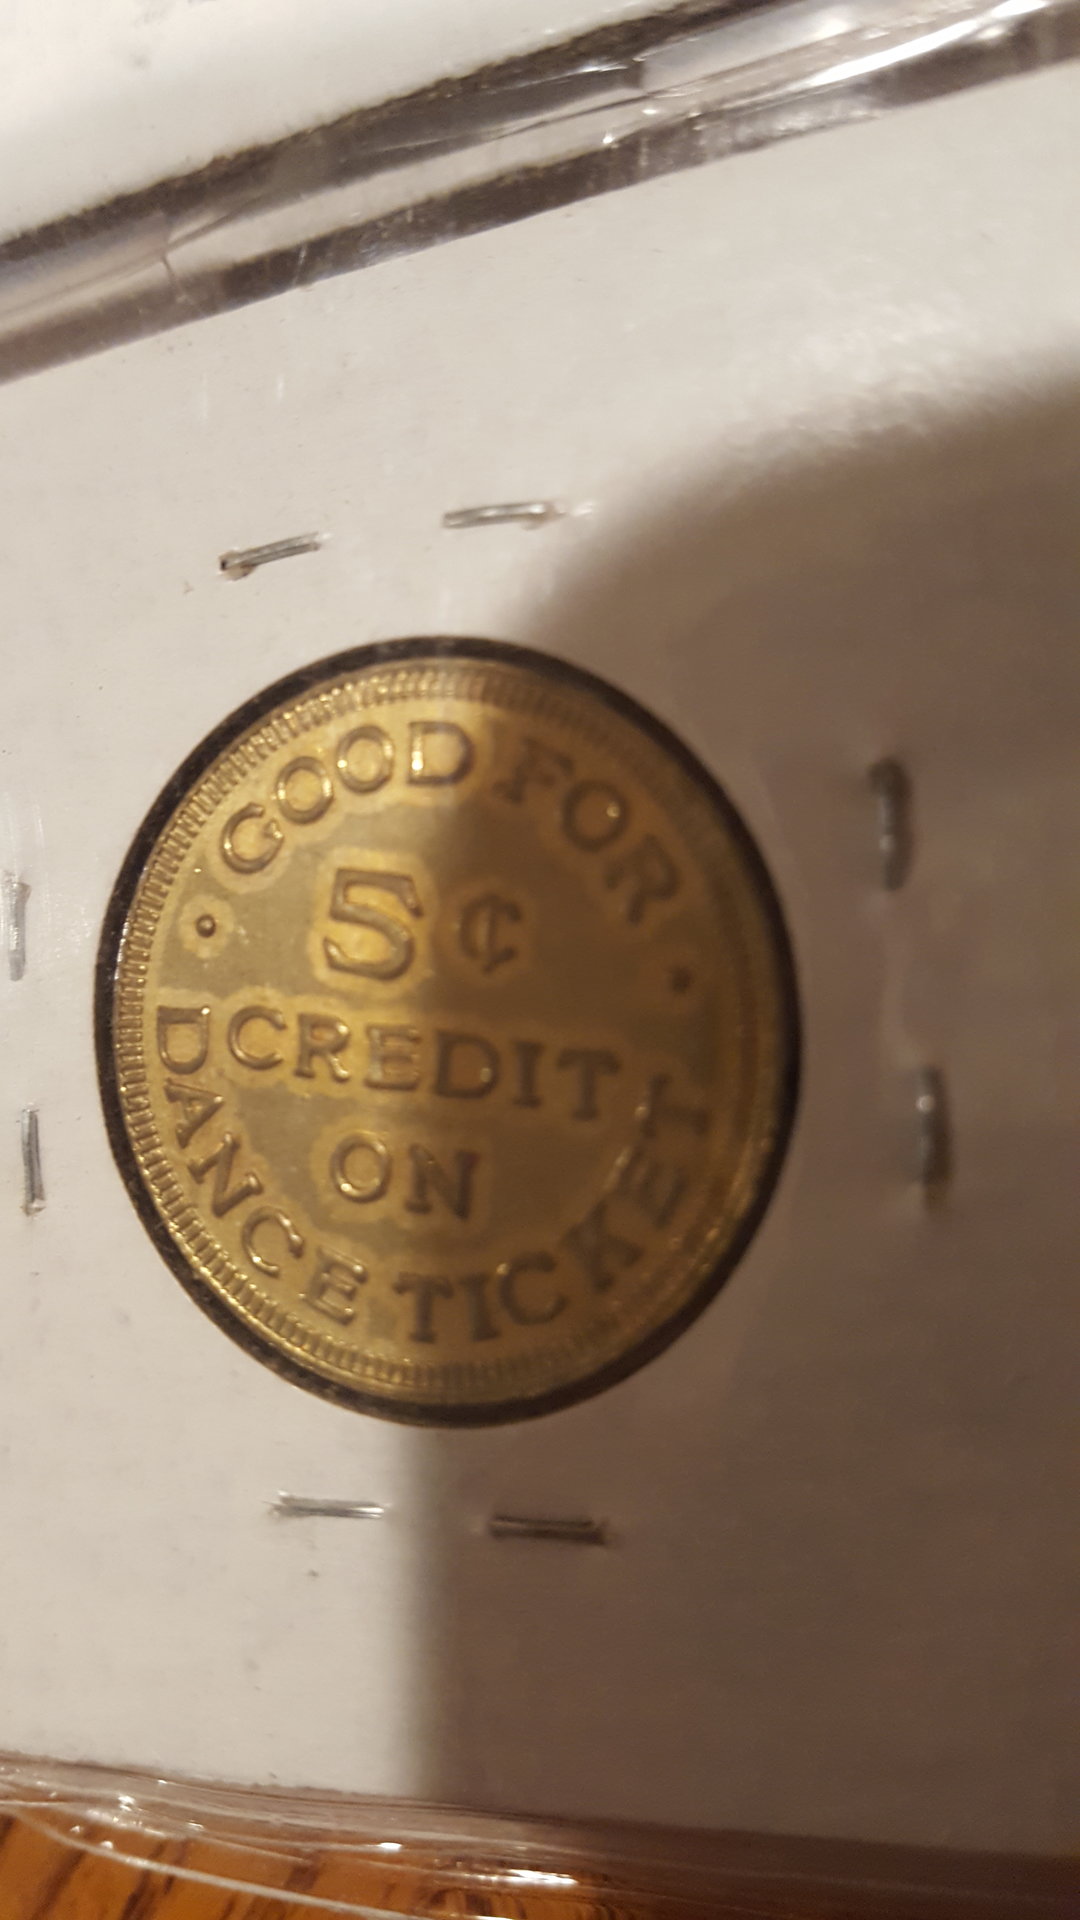 GOOD FOR
5¢
CREDIT
ON
DANCE TICKET